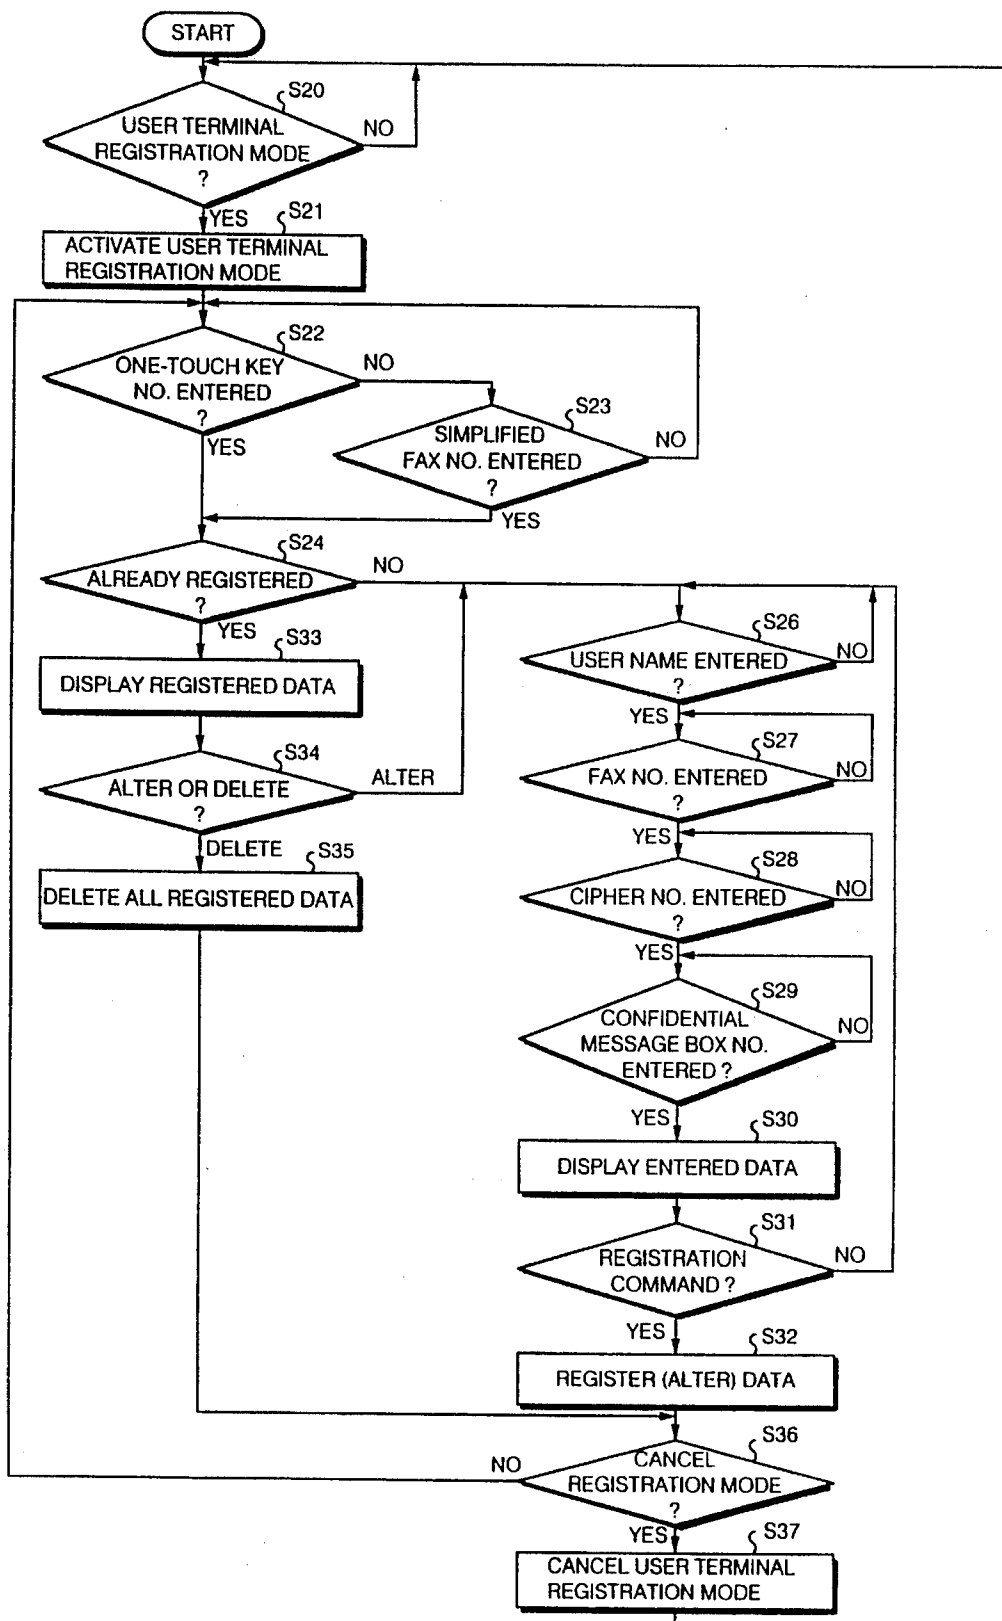 START
S20
USER TERMINAL
REGISTRATION MODE
?
NO
YES
S21
ACTIVATE USER TERMINAL
REGISTRATION MODE
S22
ONE-TOUCH KEY
NO. ENTERED
?
NO
YES
S23
SIMPLIFIED
FAX NO. ENTERED
?
NO
YES
S24
ALREADY REGISTERED
?
NO
YES
S33
DISPLAY REGISTERED DATA
S34
ALTER OR DELETE
?
ALTER
DELETE
S35
DELETE ALL REGISTERED DATA
S26
USER NAME ENTERED
?
NO
YES
S27
FAX NO. ENTERED
?
NO
YES
S28
CIPHER NO. ENTERED
?
NO
YES
S29
CONFIDENTIAL
MESSAGE BOX NO.
ENTERED ?
NO
YES
S30
DISPLAY ENTERED DATA
S31
REGISTRATION
COMMAND ?
NO
YES
S32
REGISTER (ALTER) DATA
S36
CANCEL
REGISTRATION MODE
?
NO
YES
S37
CANCEL USER TERMINAL
REGISTRATION MODE